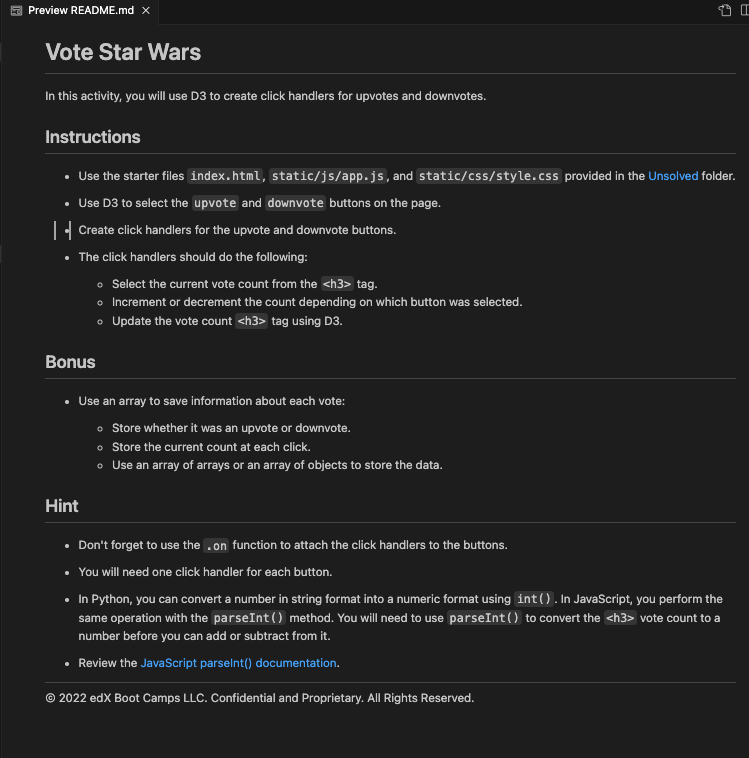 Preview README.md
Vote Star Wars
In this activity, you will use D3 to create click handlers for upvotes and downvotes.
Instructions
Use the starter files index.html, static/js/app.js, and static/css/style.css provided in the Unsolved folder.
Use D3 to select the upvote and downvote buttons on the page.
Create click handlers for the upvote and downvote buttons.
The click handlers should do the following:
Select the current vote count from the <h3> tag.
Increment or decrement the count depending on which button was selected.
Update the vote count <h3> tag using D3.
Bonus
Use an array to save information about each vote:
Store whether it was an upvote or downvote.
Store the current count at each click.
Use an array of arrays or an array of objects to store the data.
Hint
Don't forget to use the .on function to attach the click handlers to the buttons.
You will need one click handler for each button.
In Python, you can convert a number in string format into a numeric format using int(). In JavaScript, you perform the
same operation with the parseInt() method. You will need to use parseInt() to convert the <h3> vote count to a
number before you can add or subtract from it.
Review the JavaScript parseInt() documentation.
© 2022 edX Boot Camps LLC. Confidential and Proprietary. All Rights Reserved.